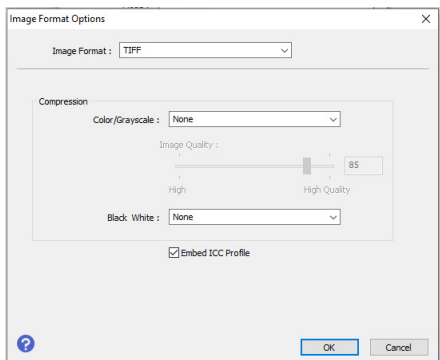 Image Format Options
Image Format : TIFF
Compression
Color/Grayscale : None
Image Quality :
85
High High Quality
Black White : None
Embed ICC Profile
OK Cancel